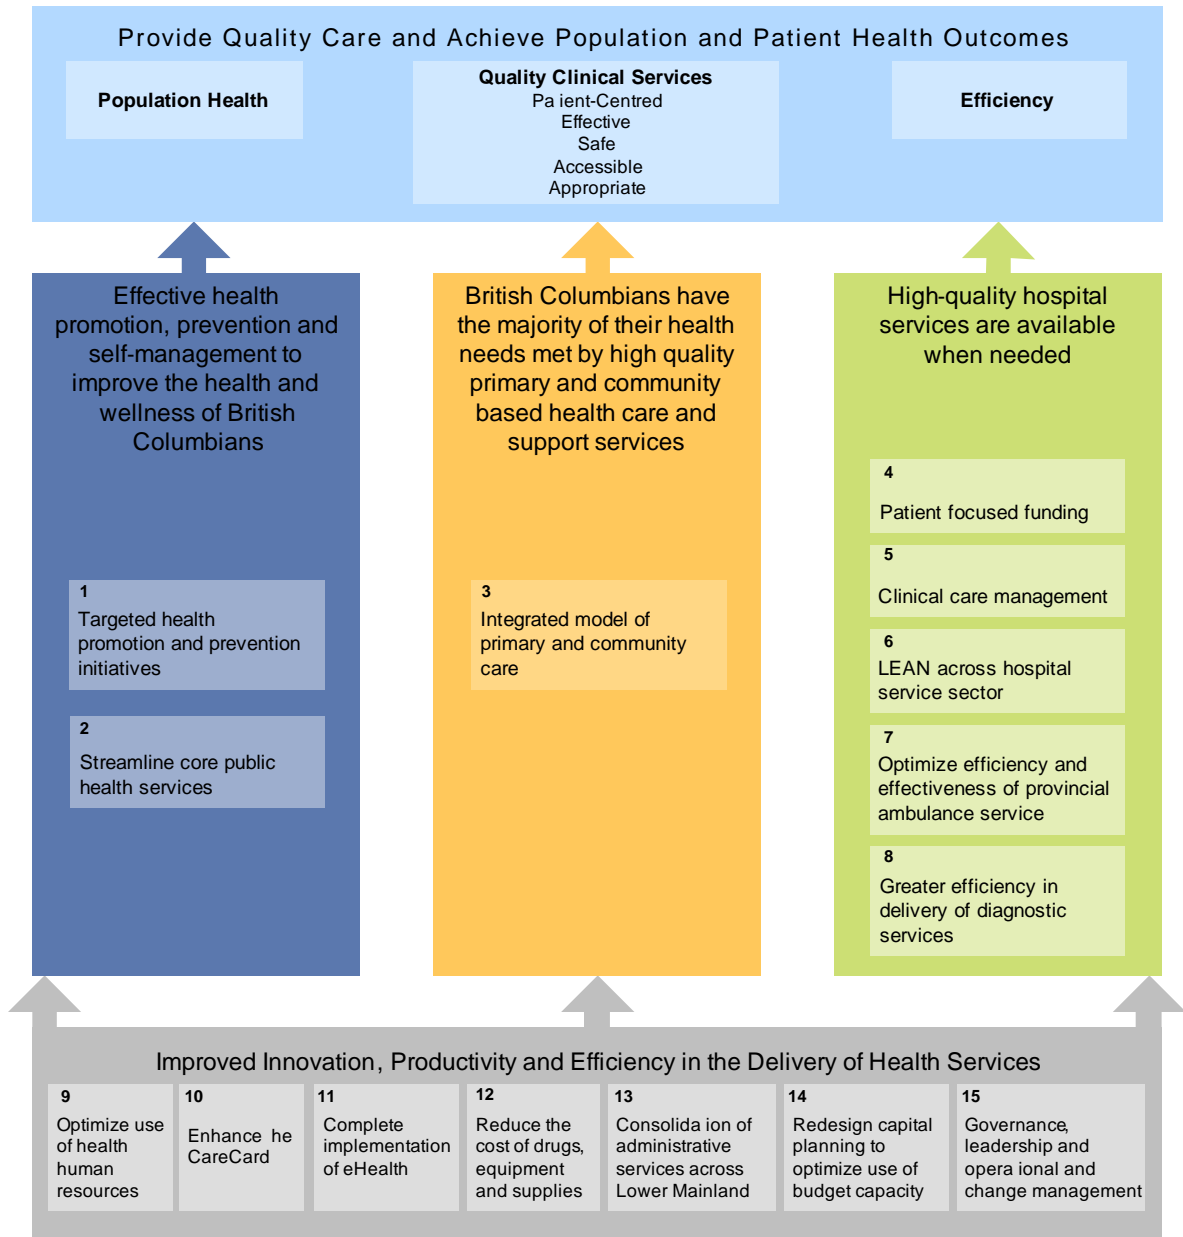 Provide Quality Care and Achieve Population and Patient Health Outcomes
Population Health
Quality Clinical Services
Pa ient-Centred
Effective
Safe
Accessible
Appropriate
Efficiency
Effective health
promotion, prevention and
self-management to
improve the health and
wellness of British
Columbians
1
Targeted health
promotion and prevention
initiatives
2
Streamline core public
health services
British Columbians have
the majority of their health
needs met by high quality
primary and community
based health care and
support services
3
Integrated model of
primary and community
care
High-quality hospital
services are available
when needed
4
Patient focused funding
5
Clinical care management
6
LEAN across hospital
service sector
7
Optimize efficiency and
effectiveness of provincial
ambulance service
8
Greater efficiency in
delivery of diagnostic
services
Improved Innovation, Productivity and Efficiency in the Delivery of Health Services
9
Optimize use
of health
human
resources
10
Enhance he
CareCard
11
Complete
implementation
of eHealth
12
Reduce the
cost of drugs,
equipment
and supplies
13
Consolida ion of
administrative
services across
Lower Mainland
14
Redesign capital
planning to
optimize use of
budget capacity
15
Governance,
leadership and
opera ional and
change management